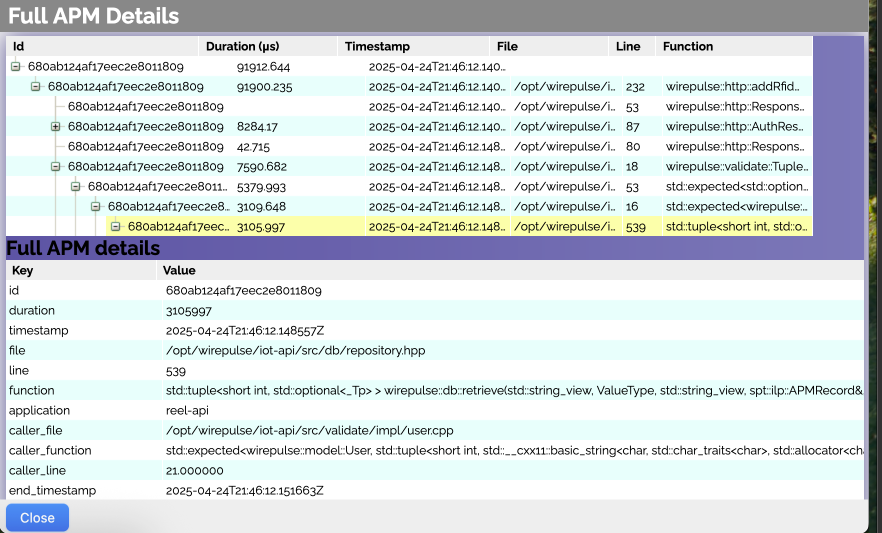 Full APM Details
Id Duration (µs) Timestamp File Line Function
680ab124af17eec2e8011809 91912.644 2025-04-24T21:46:12.140...
680ab124af17eec2e8011809 91900.235 2025-04-24T21:46:12.140... /opt/wirepulse/i... 232 wirepulse::http::addRfid...
680ab124af17eec2e8011809 2025-04-24T21:46:12.140... /opt/wirepulse/i... 53 wirepulse::http::Respons...
680ab124af17eec2e8011809 8284.17 2025-04-24T21:46:12.140... /opt/wirepulse/i... 87 wirepulse::http::AuthRes...
680ab124af17eec2e8011809 42.715 2025-04-24T21:46:12.148... /opt/wirepulse/i... 80 wirepulse::http::Respons...
680ab124af17eec2e8011809 7590.682 2025-04-24T21:46:12.148... /opt/wirepulse/i... 18 wirepulse::validate::Tuple...
680ab124af17eec2e8011... 5379.993 2025-04-24T21:46:12.148... /opt/wirepulse/i... 53 std::expected<std::option...
680ab124af17eec2e8... 3109.648 2025-04-24T21:46:12.148... /opt/wirepulse/i... 16 std::expected<wirepulse:...
680ab124af17eec... 3105.997 2025-04-24T21:46:12.148... /opt/wirepulse/i... 539 std::tuple<short int, std::o...
Full APM details
Key Value
id 680ab124af17eec2e8011809
duration 3105997
timestamp 2025-04-24T21:46:12.148557Z
file /opt/wirepulse/iot-api/src/db/repository.hpp
line 539
function std::tuple<short int, std::optional<_Tp> > wirepulse::db::retrieve(std::string_view, ValueType, std::string_view, spt::ilp::APMRecord&
application reel-api
caller_file /opt/wirepulse/iot-api/src/validate/impl/user.cpp
caller_function std::expected<wirepulse::model::User, std::tuple<short int, std::__cxx11::basic_string<char, std::char_traits<char>, std::allocator<ch
caller_line 21.000000
end_timestamp 2025-04-24T21:46:12.151663Z
Close